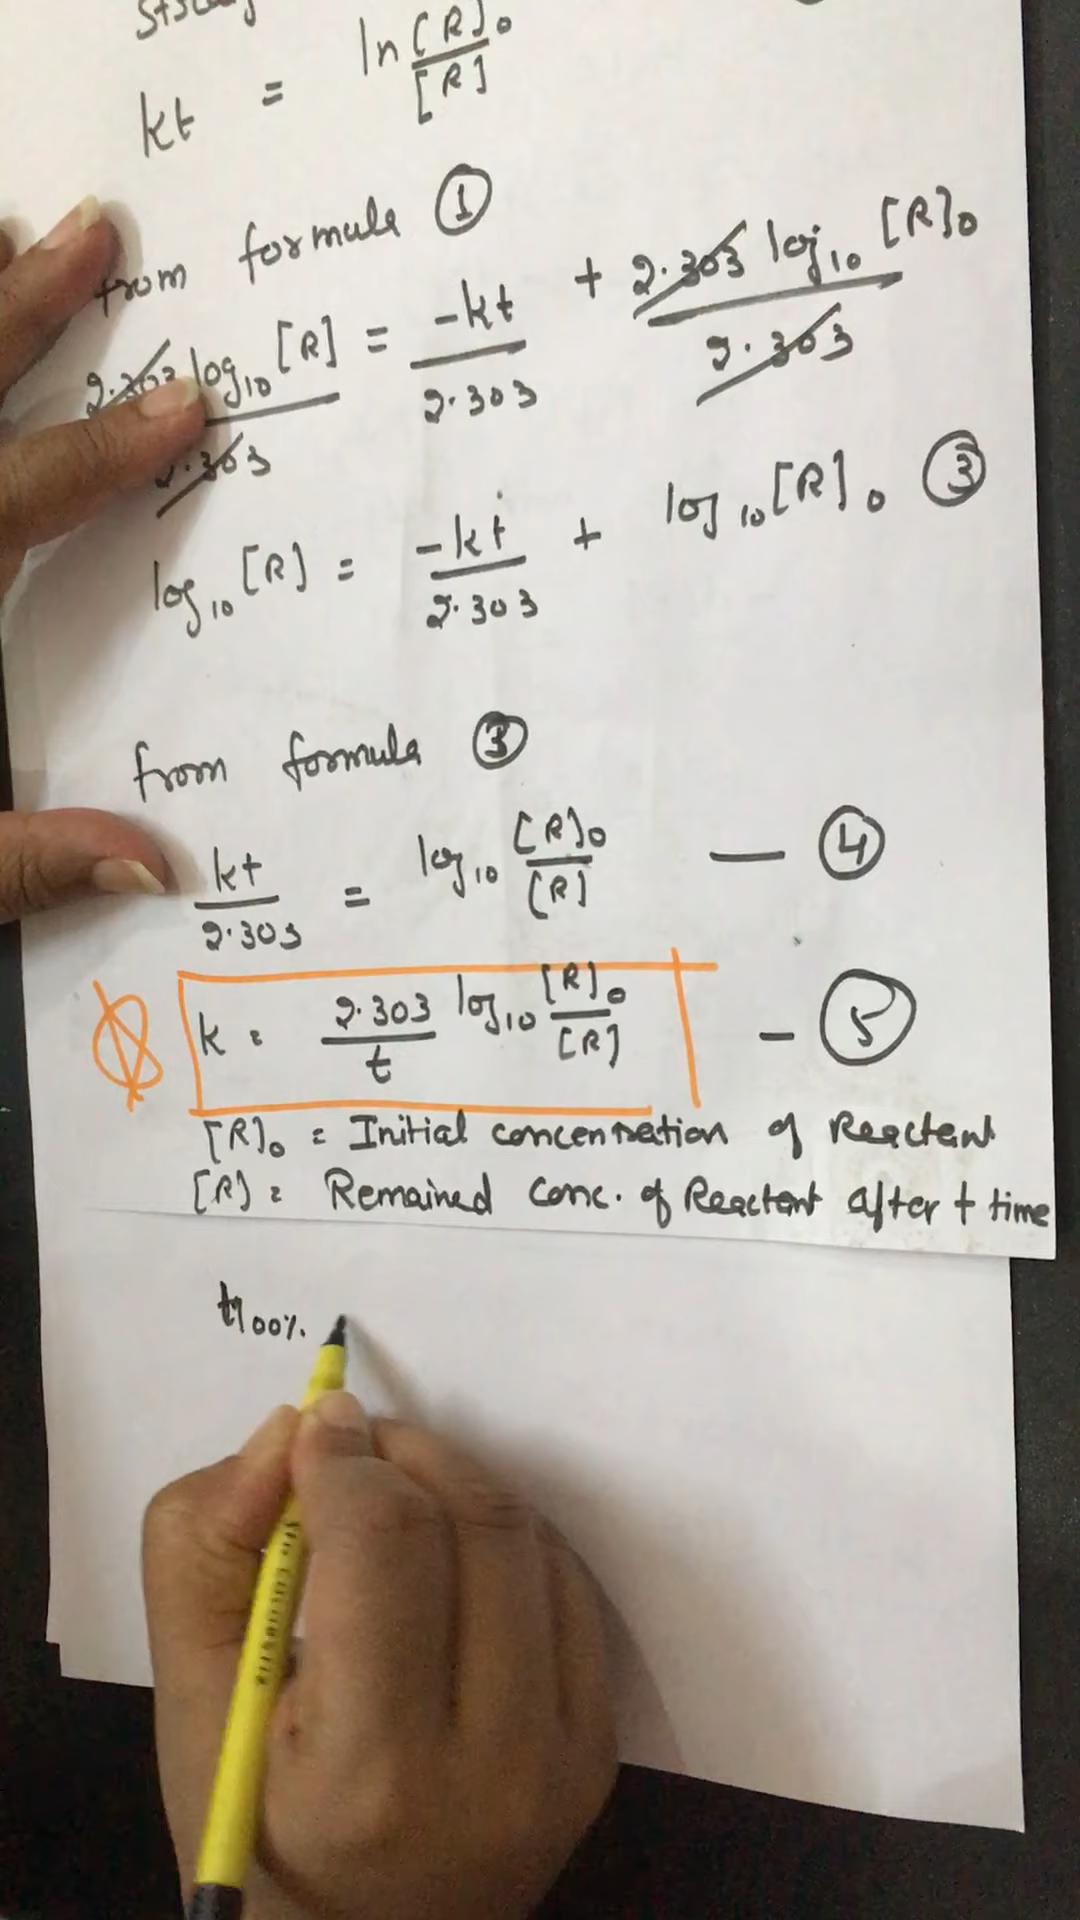 kt = ln [R]₀/[R]
from formula ①
2.303 log₁₀ [R]/2.303 = -kt/2.303 + 2.303 log₁₀ [R]₀/2.303
log₁₀ [R] = -kt/2.303 + log₁₀ [R]₀ ③
from formula ③
kt/2.303 = log₁₀ [R]₀/[R] — ④
k = 2.303/t log₁₀ [R]₀/[R] - ⑤
[R]₀ = Initial concentration of Reactant
[R] = Remained conc. of Reactant after t time
t100%.